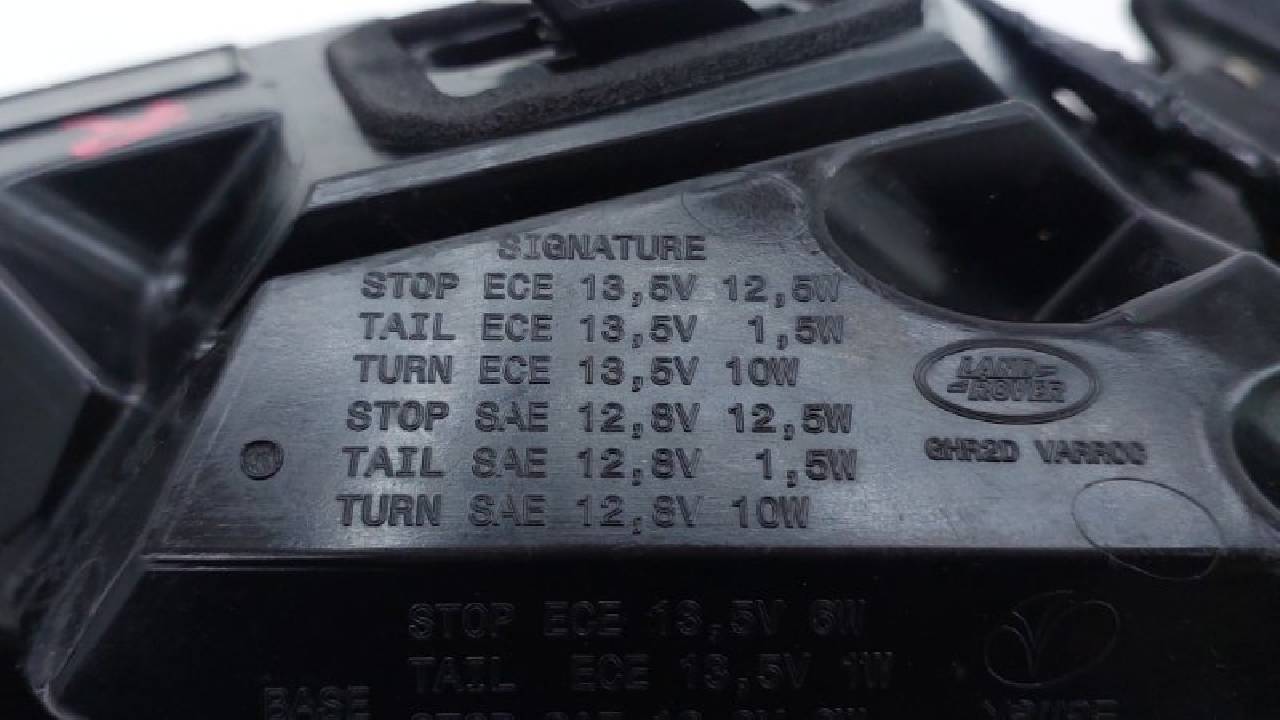 SIGNATURE
STOP ECE 13,5V 12,5W
TAIL ECE 13,5V 1,5W
TURN ECE 13,5V 10W
STOP SAE 12,8V 12,5W
TAIL SAE 12,8V 1,5W
TURN SAE 12,8V 10W
LAND
ROVER
GHR2D VARROC
STOP ECE 13,5V 6W
TAIL ECE 13,5V 1W
BASE